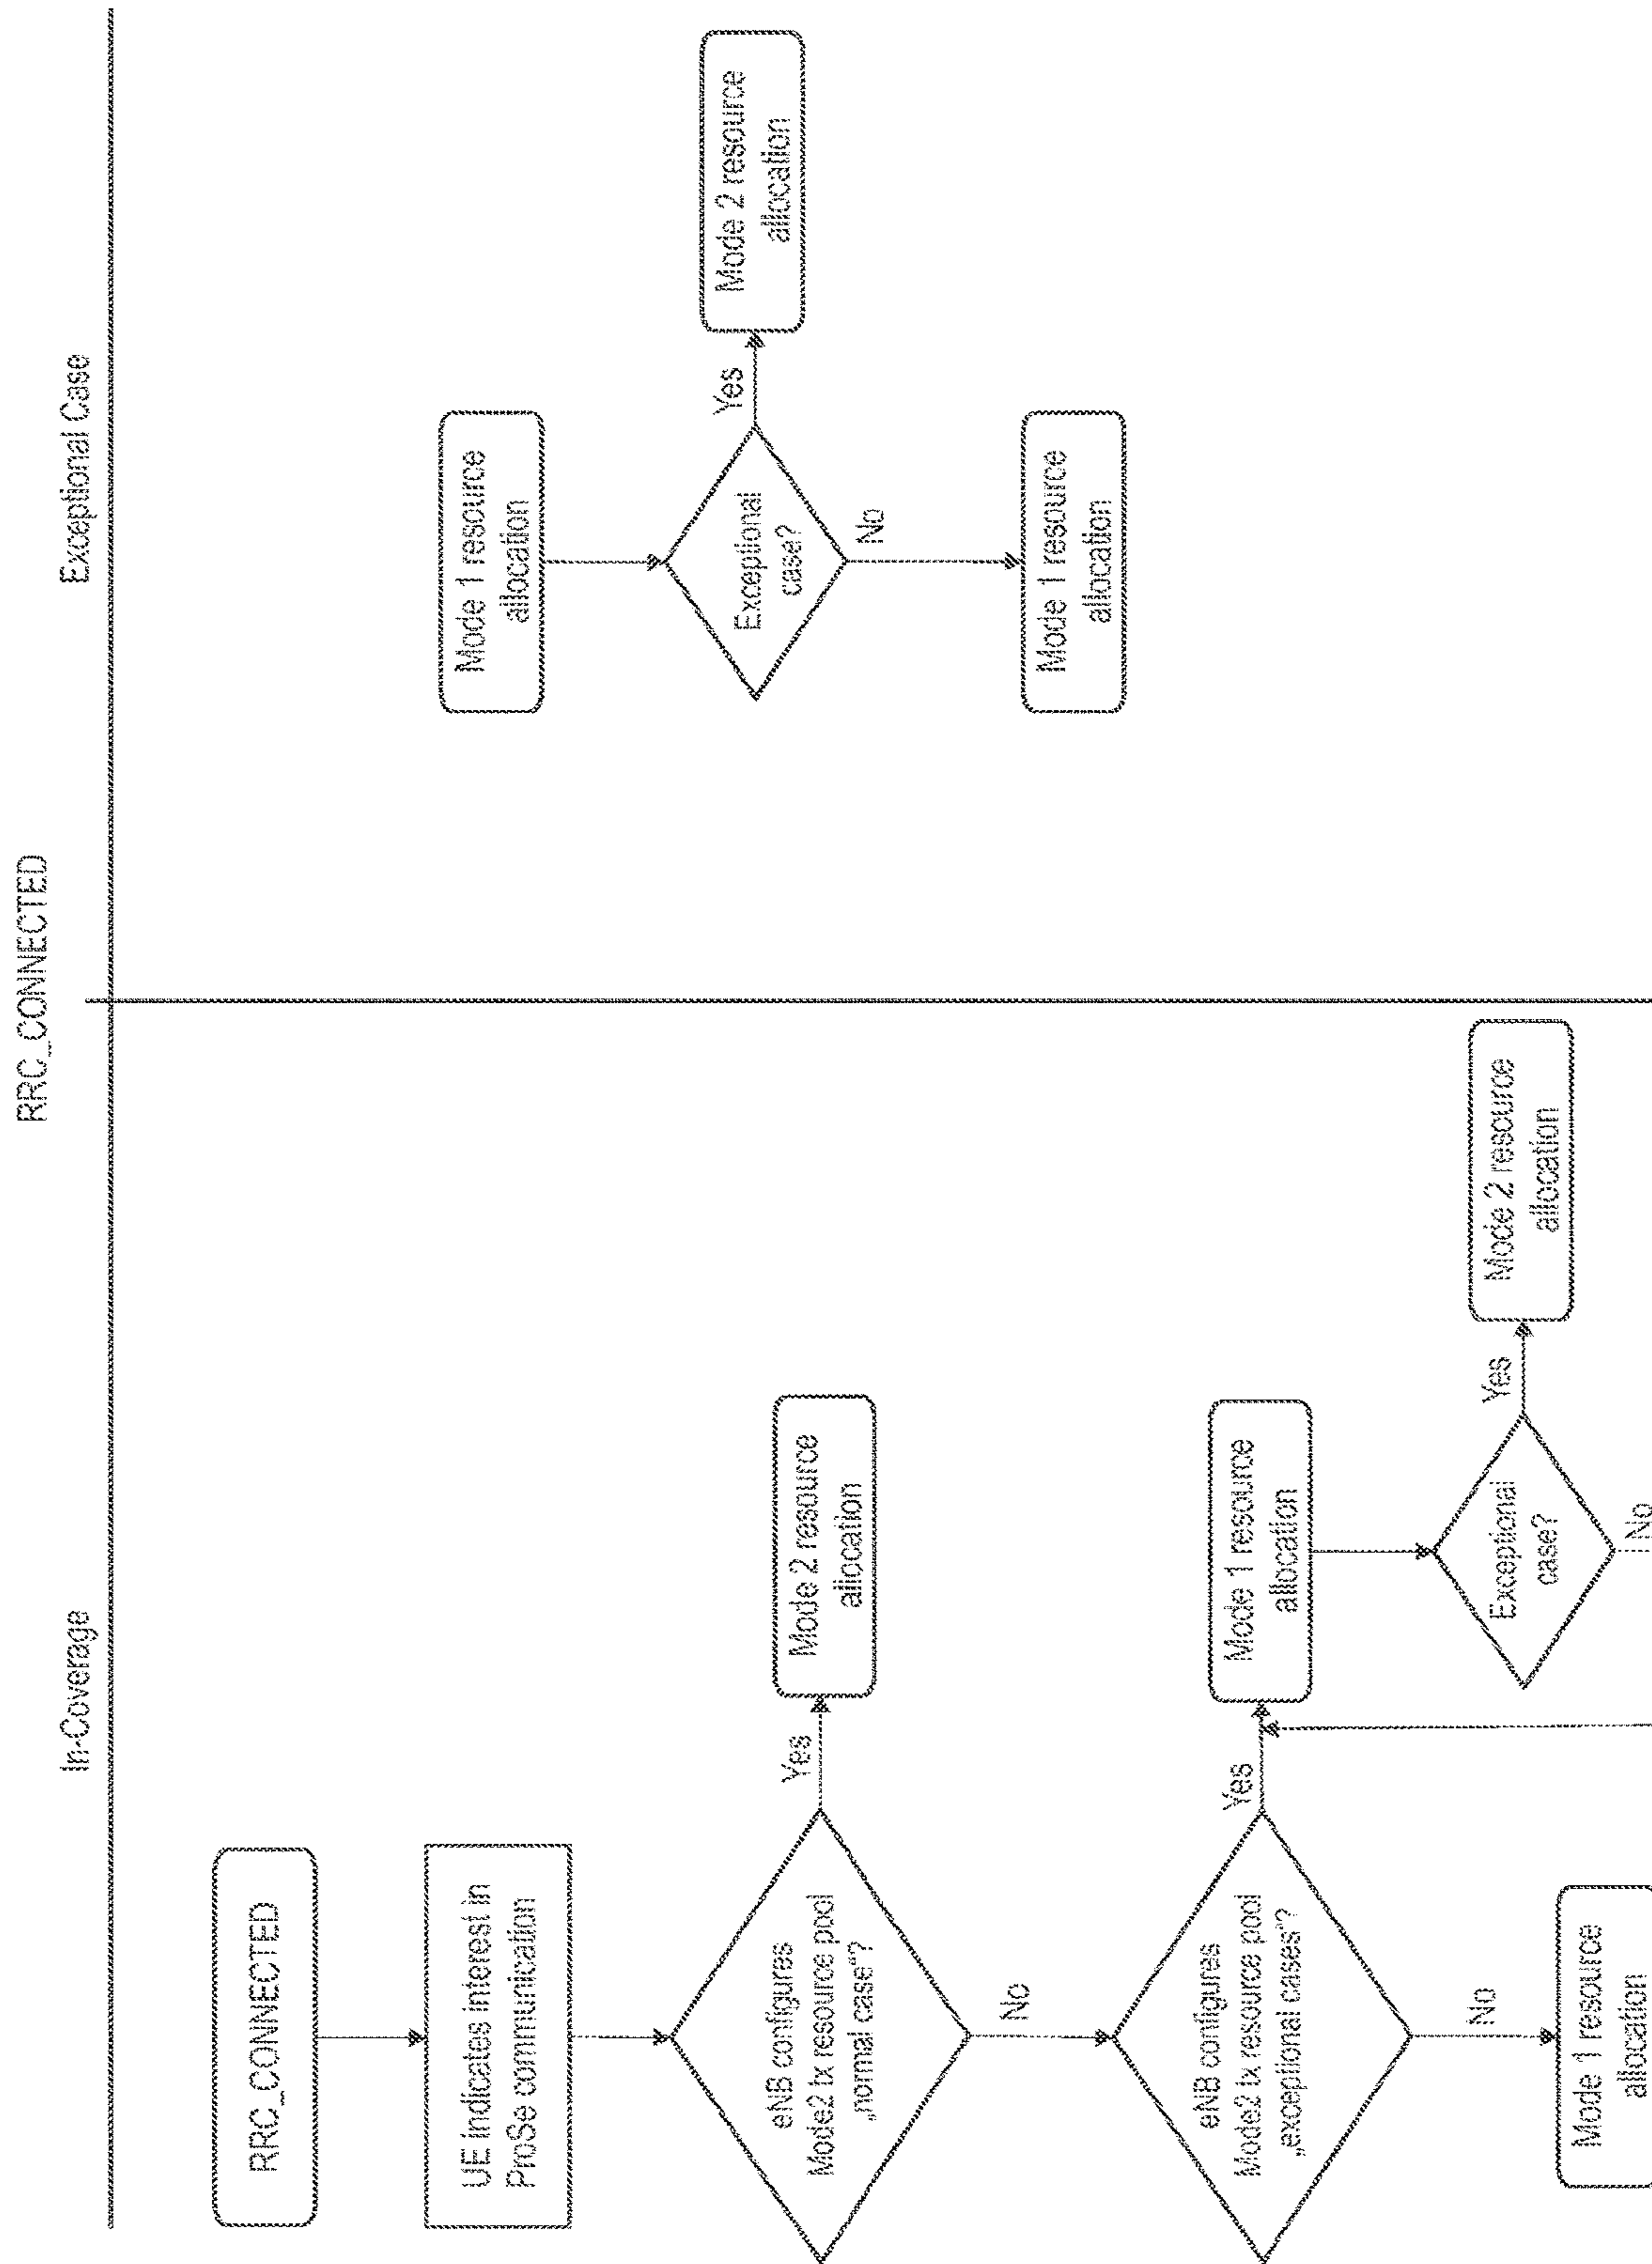 RRC_CONNECTED
In-Coverage
Exceptional Case
RRC_CONNECTED
UE indicates interest in
ProSe communication
eNB configures
Mode2 tx resource pool
„normal case“?
Yes
Mode 2 resource
allocation
No
eNB configures
Mode2 tx resource pool
„exceptional cases“?
Yes
Mode 1 resource
allocation
Exceptional
case?
Yes
Mode 2 resource
allocation
No
No
Mode 1 resource
allocation
Mode 1 resource
allocation
Exceptional
case?
Yes
Mode 2 resource
allocation
No
Mode 1 resource
allocation